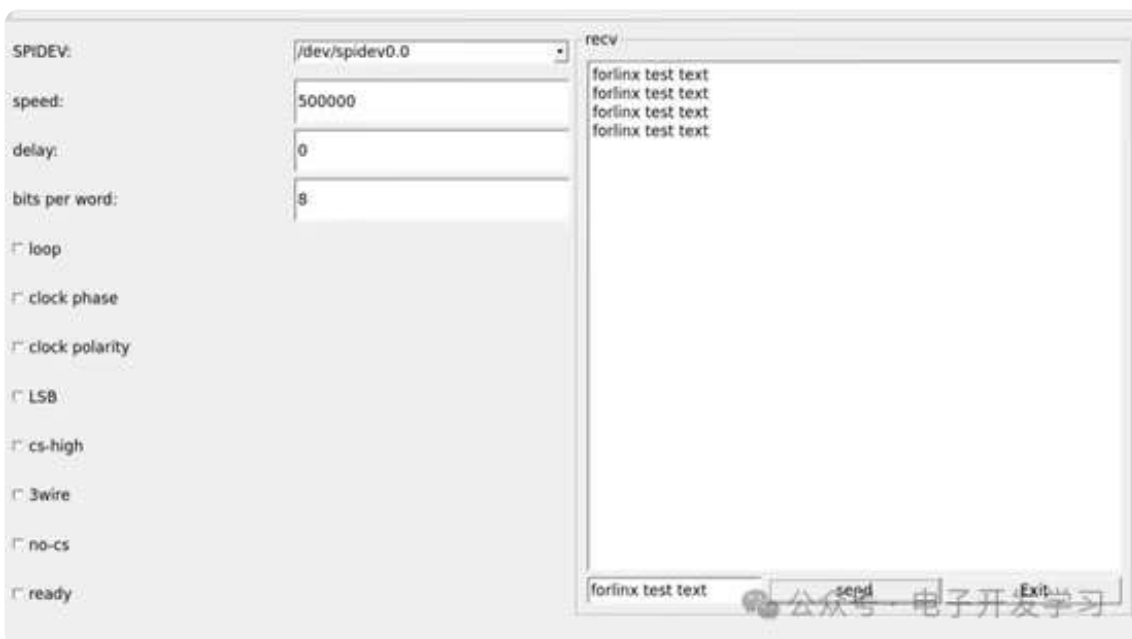 SPIDEV:
/dev/spidev0.0
speed:
500000
delay:
0
bits per word:
8
loop
clock phase
clock polarity
LSB
cs-high
3wire
no-cs
ready
recv
forlinx test text
forlinx test text
forlinx test text
forlinx test text
forlinx test text
send
Exit
公众号 · 电子开发学习